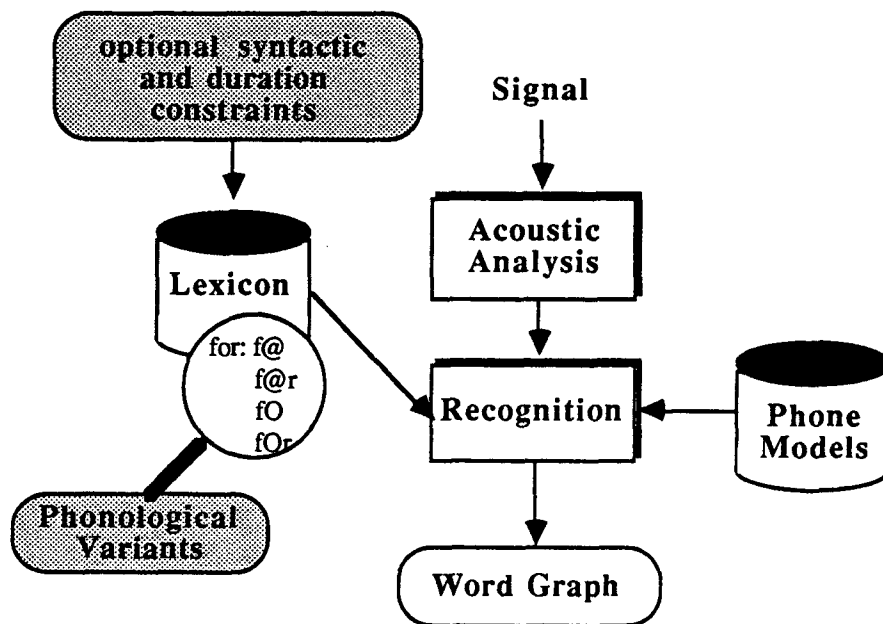 optional syntactic
and duration
constraints
Signal
Acoustic
Analysis
Lexicon
for: f@
f@r
fO
fOr
Recognition
Phone
Models
Phonological
Variants
Word Graph